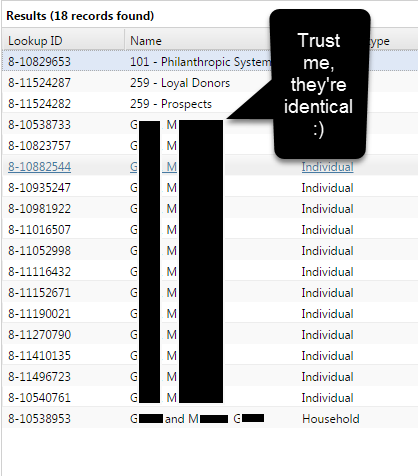 Results (18 records found)
Lookup ID Name type
8-10829653 101 - Philanthropic System
8-11524287 259 - Loyal Donors
8-11524282 259 - Prospects
8-10538733 G M
8-10823757 G M
8-10882544 G M Individual
8-10935247 G M Individual
8-10981922 G M Individual
8-11016507 G M Individual
8-11052998 G M Individual
8-11116432 G M Individual
8-11152671 G M Individual
8-11190021 G M Individual
8-11270790 G M Individual
8-11410135 G M Individual
8-11496723 G M Individual
8-10540761 G M Individual
8-10538953 G and M G Household
Trust
me,
they're
identical
:)